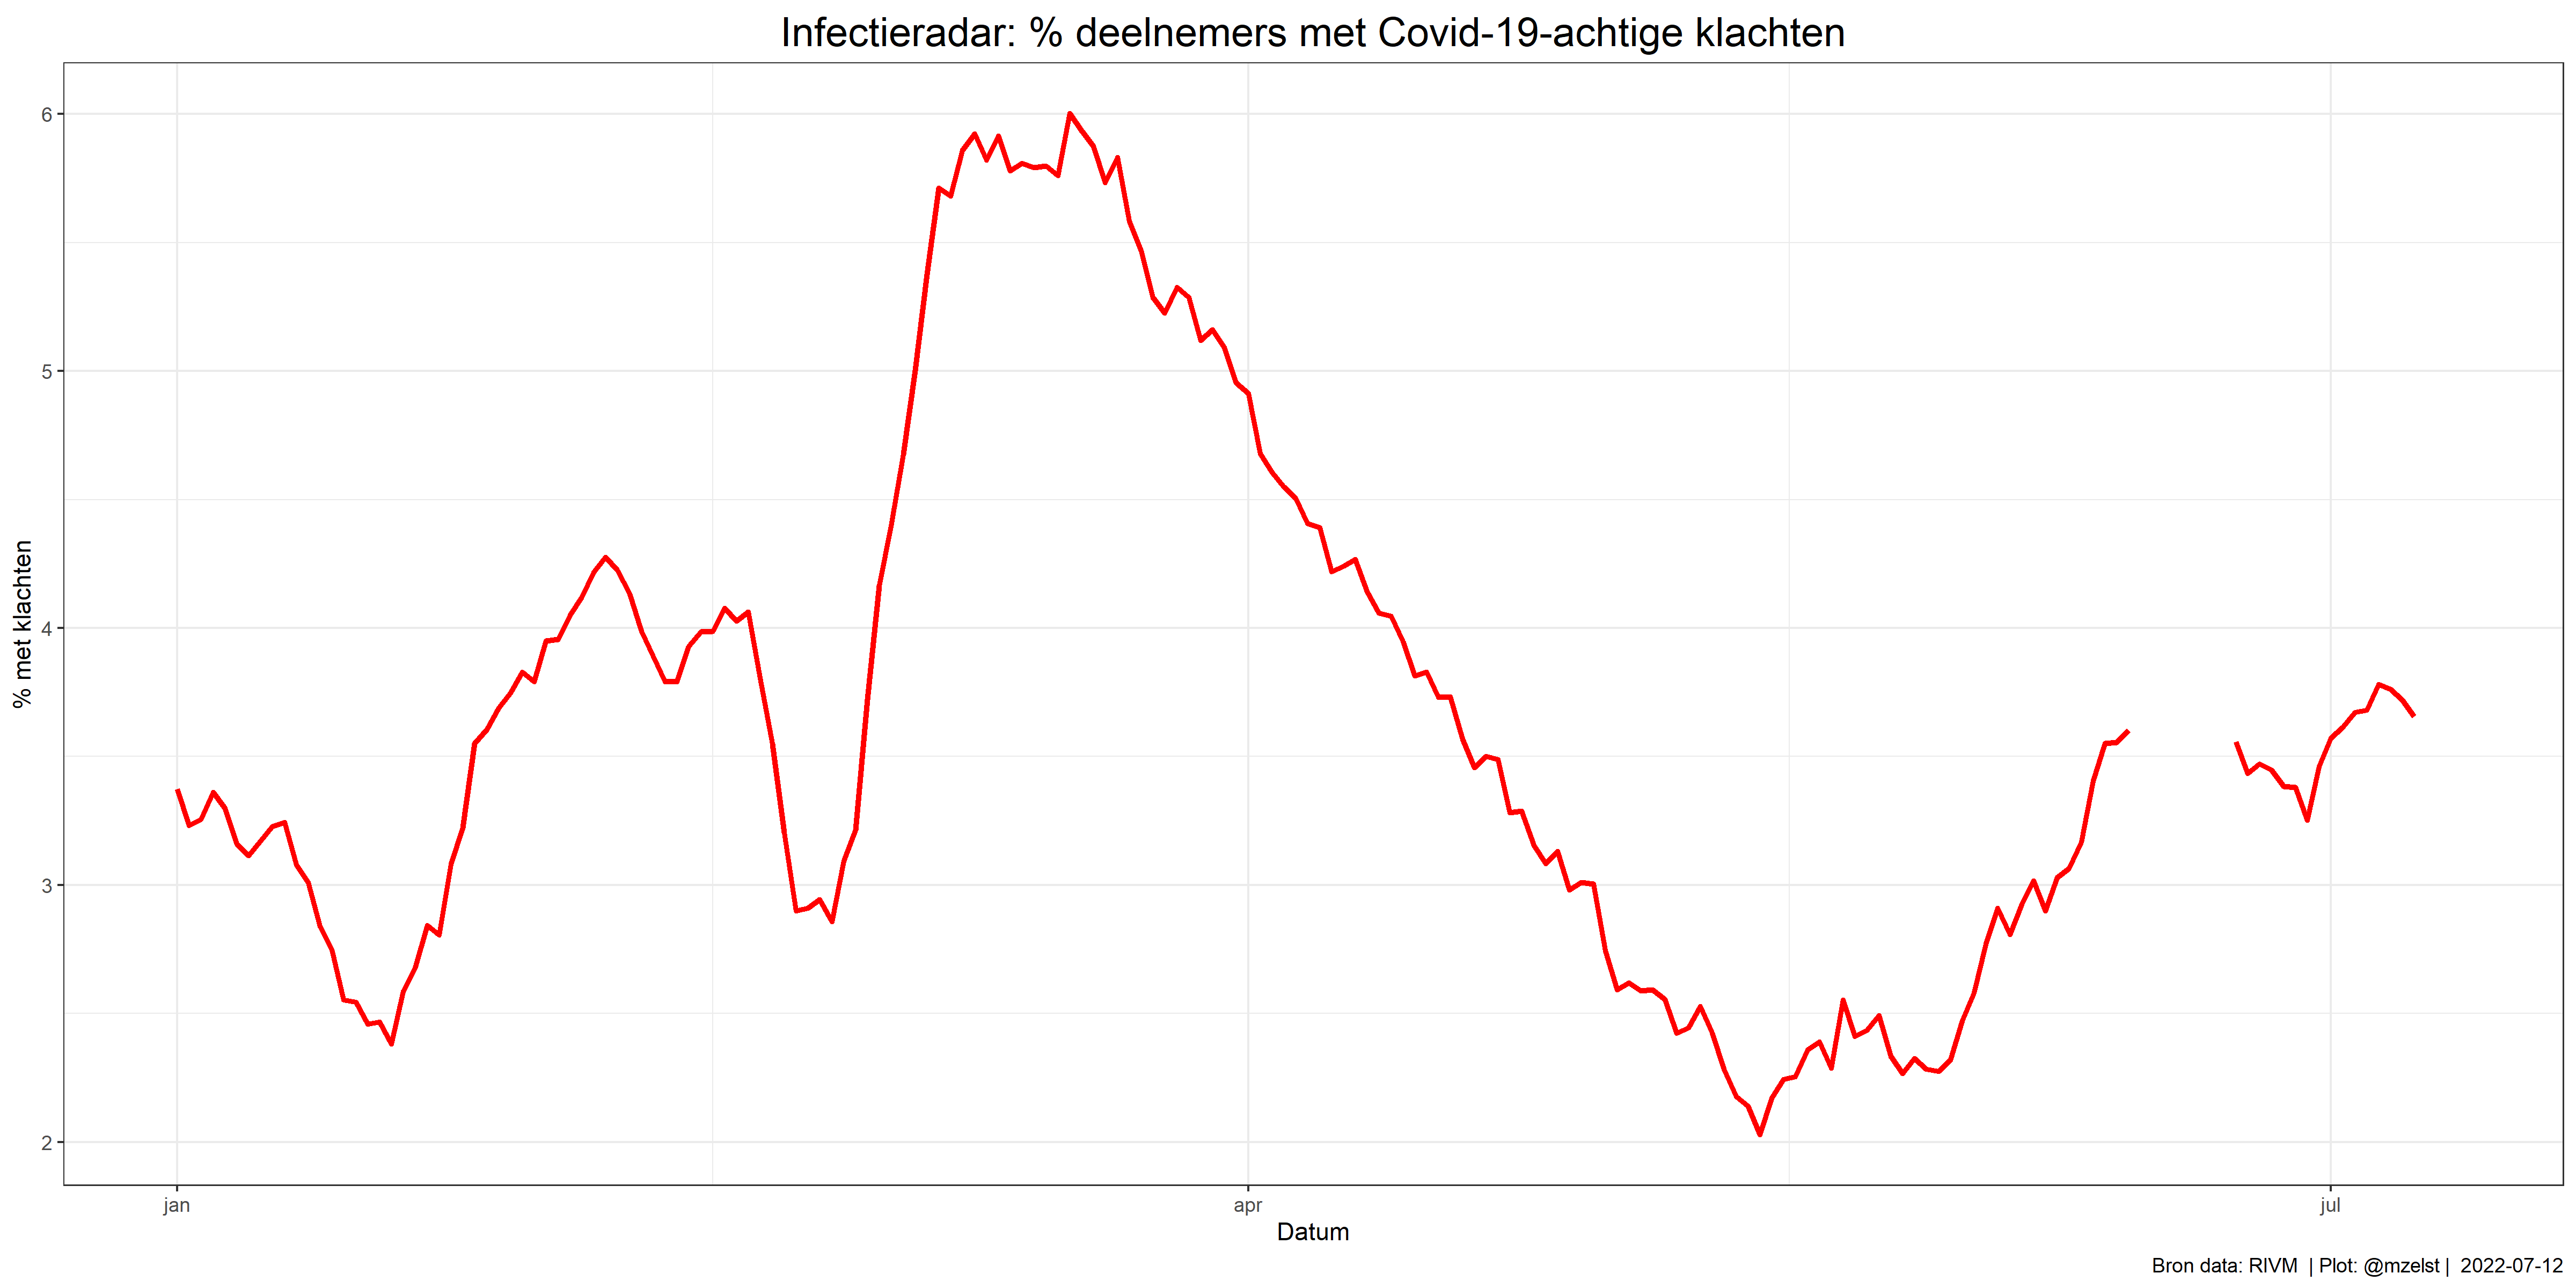 Infectieradar: % deelnemers met Covid-19-achtige klachten
6
5
4
3
2
% met klachten
jan
apr
jul
Datum
Bron data: RIVM | Plot: @mzelst | 2022-07-12